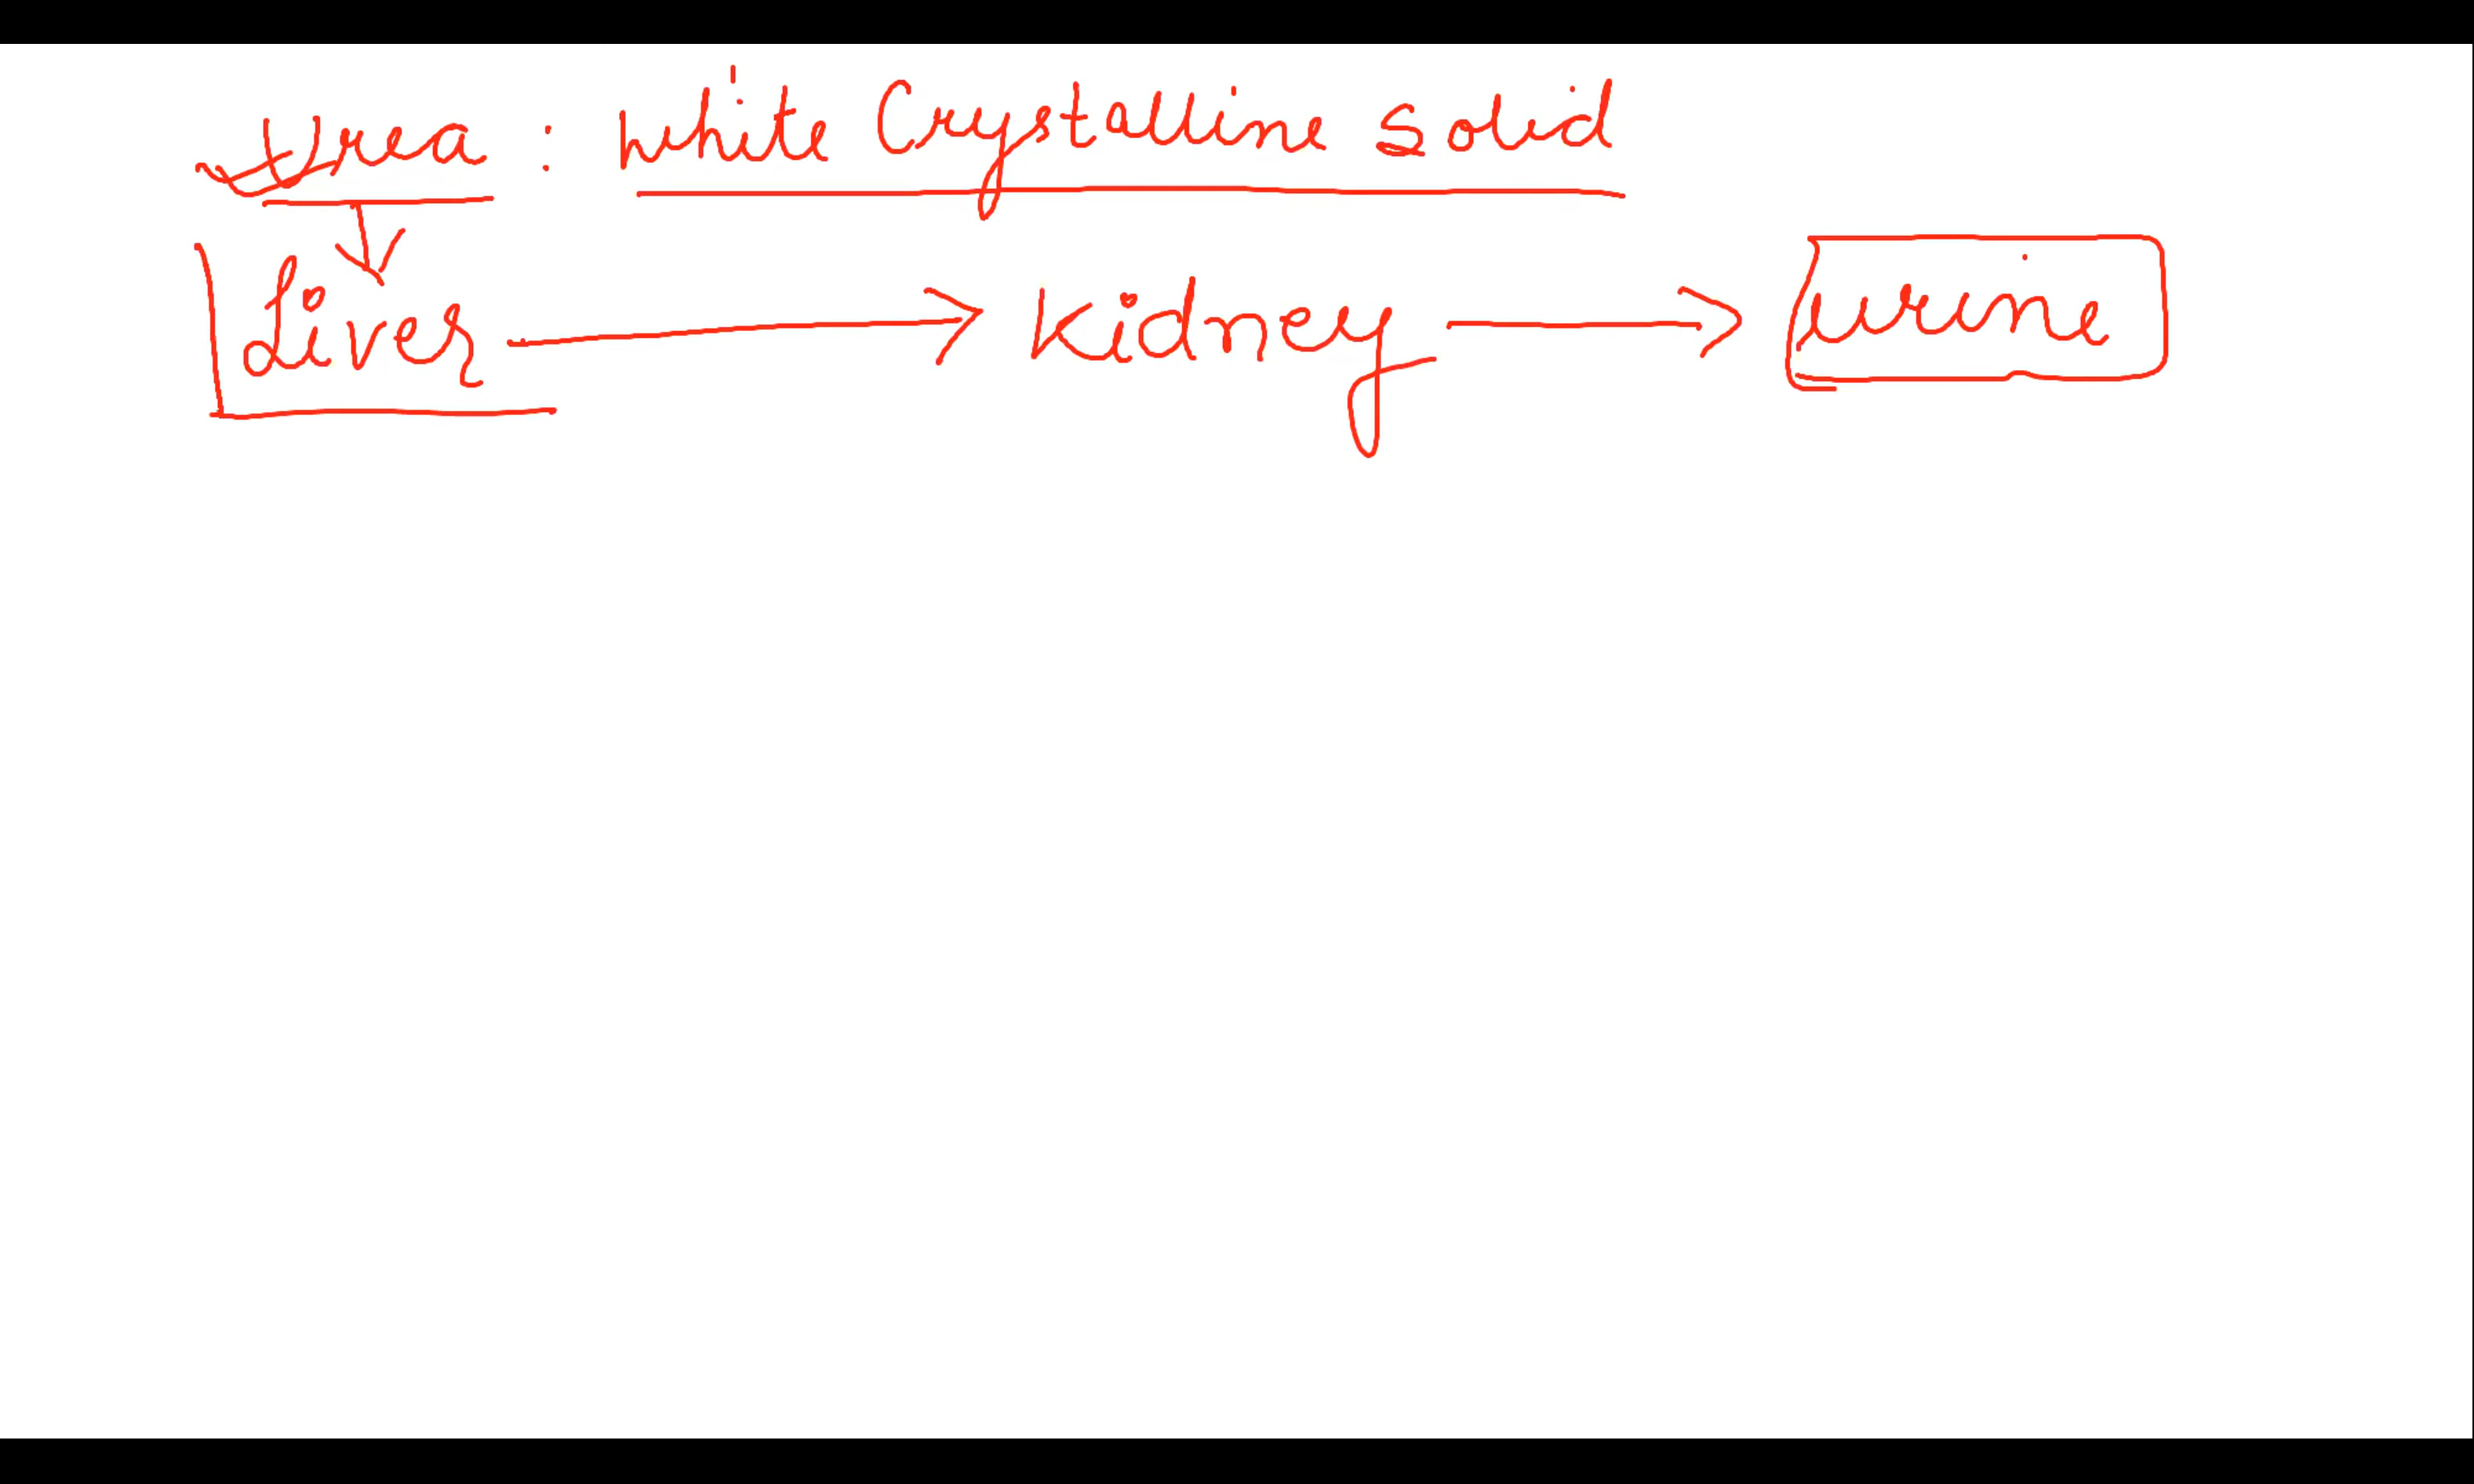 Urea : White Crystalline solid
Liver → Kidney → urine